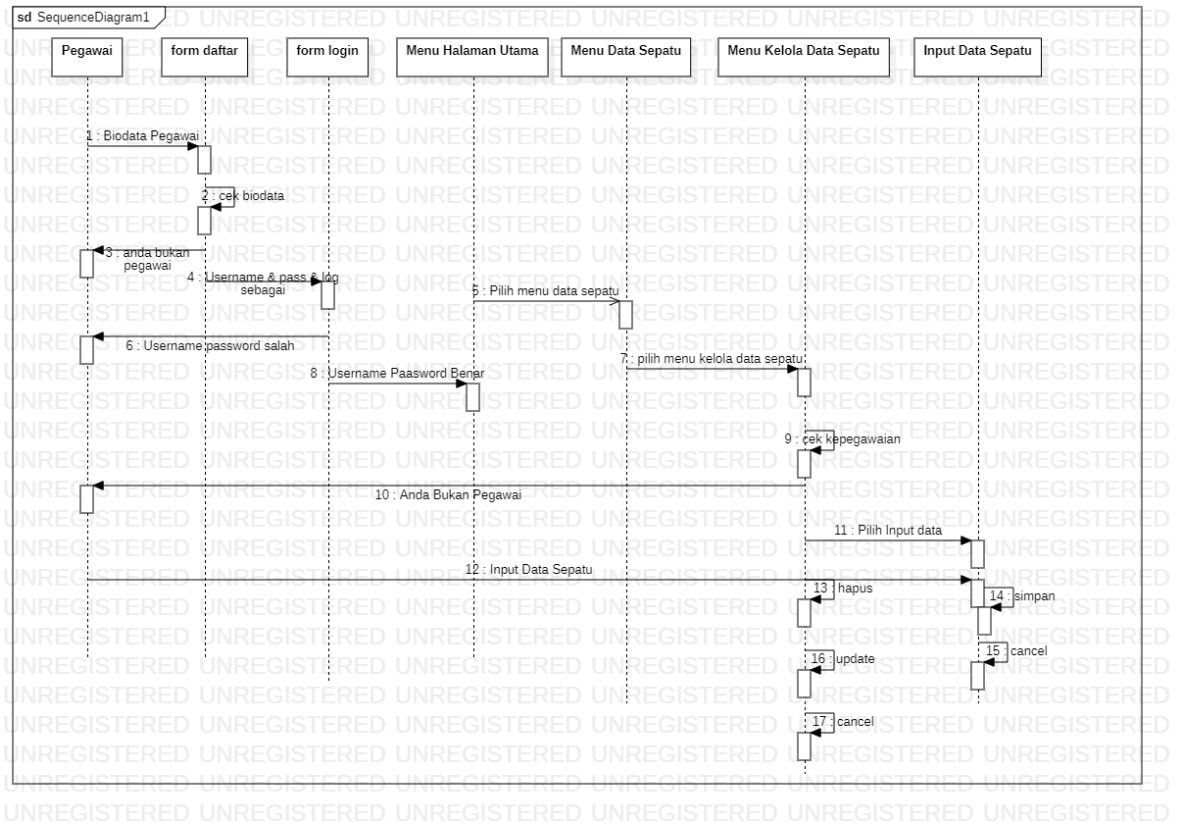 sd SequenceDiagram1
Pegawai
form daftar
form login
Menu Halaman Utama
Menu Data Sepatu
Menu Kelola Data Sepatu
Input Data Sepatu
1 : Biodata Pegawai
2 : cek biodata
3 : anda bukan
pegawai
4 : Username & pass & log
sebagai
5 : Pilih menu data sepatu
6 : Username password salah
7 : pilih menu kelola data sepatu
8 : Username Paasword Benar
9 : cek kepegawaian
10 : Anda Bukan Pegawai
11 : Pilih Input data
12 : Input Data Sepatu
13 : hapus
14 : simpan
15 : cancel
16 : update
17 : cancel
UNREGISTERED